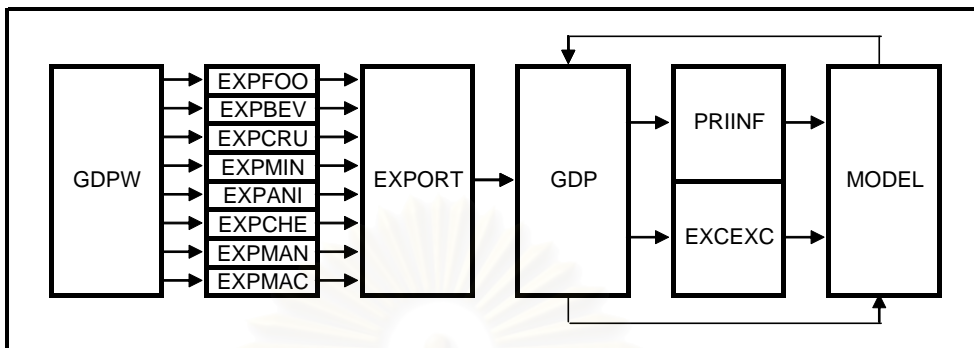 GDPW
EXPFOO
EXPBEV
EXPCRU
EXPMIN
EXPANI
EXPCHE
EXPMAN
EXPMAC
EXPORT
GDP
PRIINF
EXCEXC
MODEL